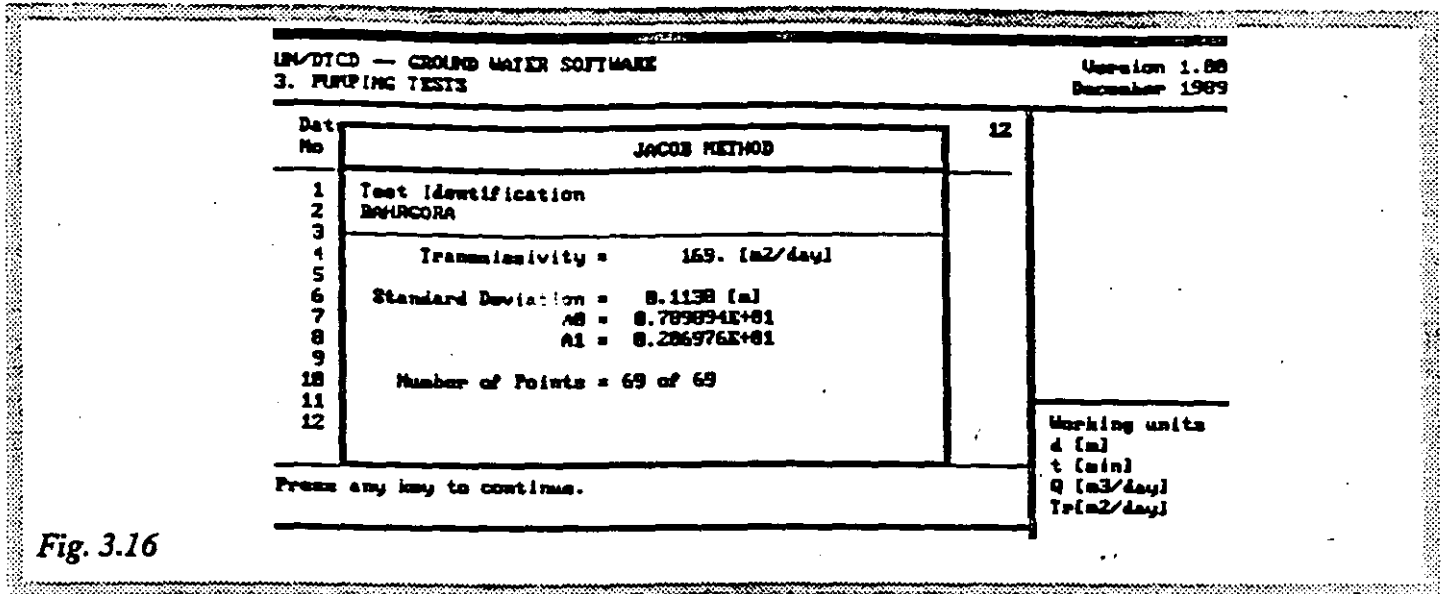 UN/DTCD — GROUND WATER SOFTWARE
3. PUMPING TESTS
Version 1.00
December 1989
Dat
No
12
JACOB METHOD
1
2
3
4
5
6
7
8
9
10
11
12
Test Identification
BAHAGORA
Transmissivity = 169. [m2/day]
Standard Deviation = 0.1138 [m]
A0 = 0.789894E+01
A1 = 0.206976E+01
Number of Points = 69 of 69
Working units
d [m]
t [min]
Q [m3/day]
Tr[m2/day]
Press any key to continue.
Fig. 3.16